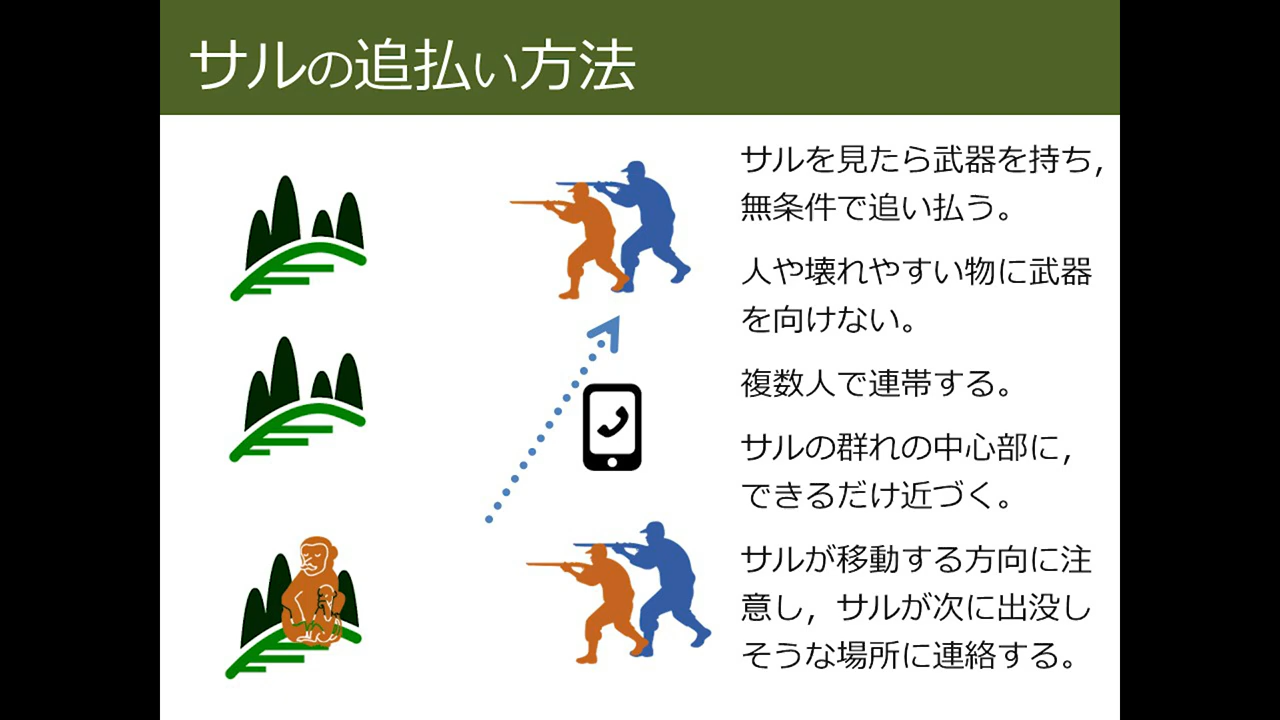 サルの追払い方法
サルを見たら武器を持ち，
無条件で追い払う。
人や壊れやすい物に武器
を向けない。
複数人で連帯する。
サルの群れの中心部に，
できるだけ近づく。
サルが移動する方向に注
意し，サルが次に出没し
そうな場所に連絡する。